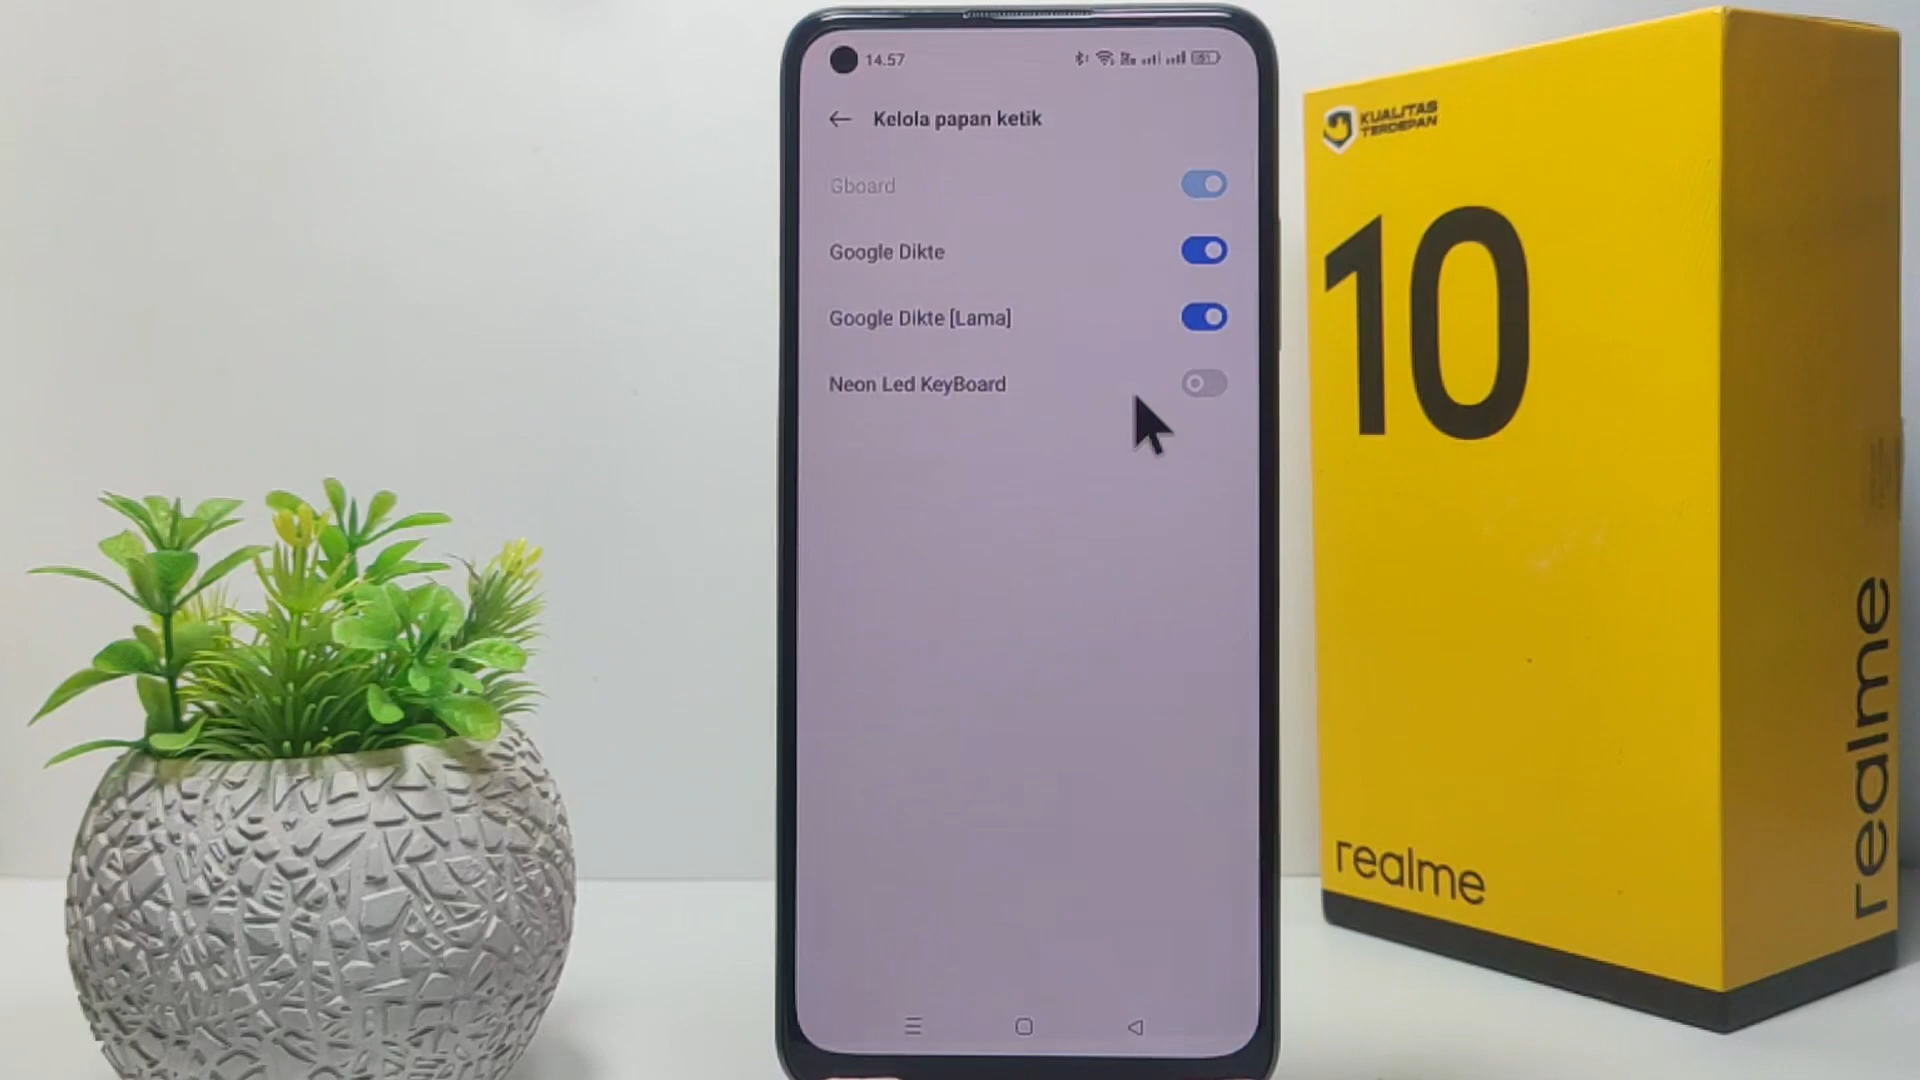 14.57
Kelola papan ketik
Gboard
Google Dikte
Google Dikte [Lama]
Neon Led KeyBoard
KUALITAS
TERDEPAN
10
realme
realme